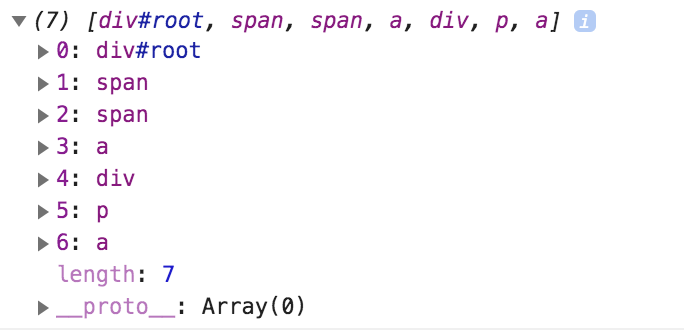 (7) [div#root, span, span, a, div, p, a] i
0: div#root
1: span
2: span
3: a
4: div
5: p
6: a
length: 7
__proto__: Array(0)